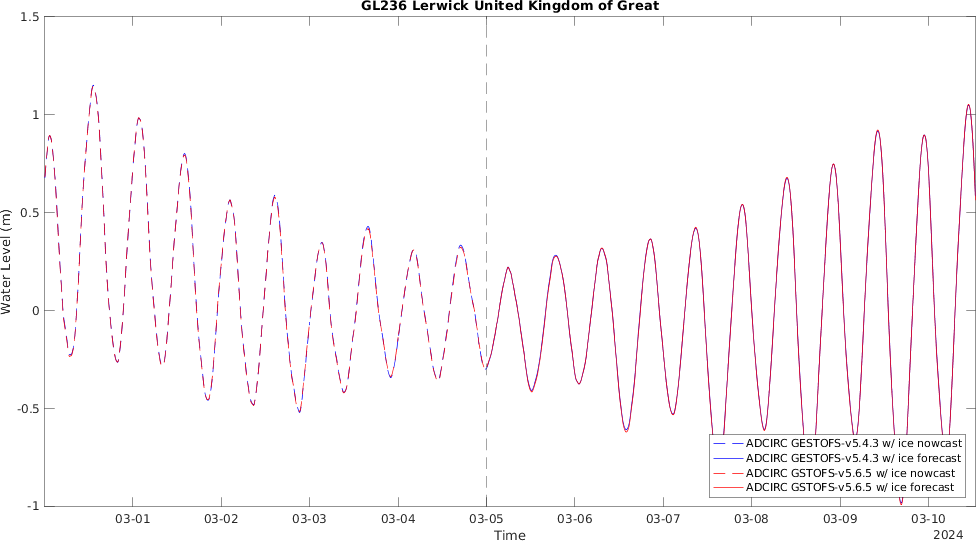 GL236 Lerwick United Kingdom of Great
1.5
1
0.5
0
-0.5
-1
Water Level (m)
ADCIRC GESTOFS-v5.4.3 w/ ice nowcast
ADCIRC GESTOFS-v5.4.3 w/ ice forecast
ADCIRC GSTOFS-v5.6.5 w/ ice nowcast
ADCIRC GSTOFS-v5.6.5 w/ ice forecast
03-01 03-02 03-03 03-04 03-05 03-06 03-07 03-08 03-09 03-10
Time
2024